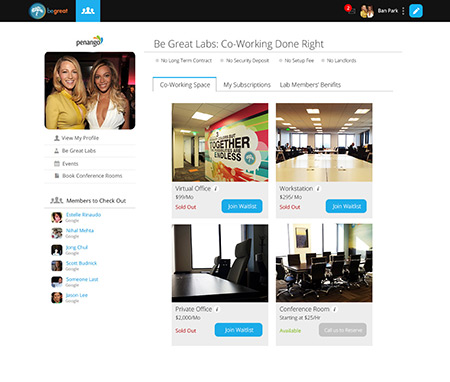 begreat
2
Ban Park
penango
Be Great Labs: Co-Working Done Right
No Long Term Contract
No Security Deposit
No Setup Fee
No Landlords
Co-Working Space
My Subscriptions
Lab Members' Benfits
View My Profile
Be Great Labs
Events
Book Conference Rooms
Members to Check Out
Estelle Rinaudo
Google
Nihal Mehta
Google
Jong Chul
Google
Scott Budnick
Google
Someone Last
Google
Jason Lee
Google
TOGETHER
ENDLESS
Virtual Office i
$99/Mo
Sold Out
Join Waitlist
Workstation i
$295/ Mo
Sold Out
Join Waitlist
Private Office i
$2,000/Mo
Sold Out
Join Waitlist
Conference Room i
Starting at $25/Hr
Available
Call us to Reserve